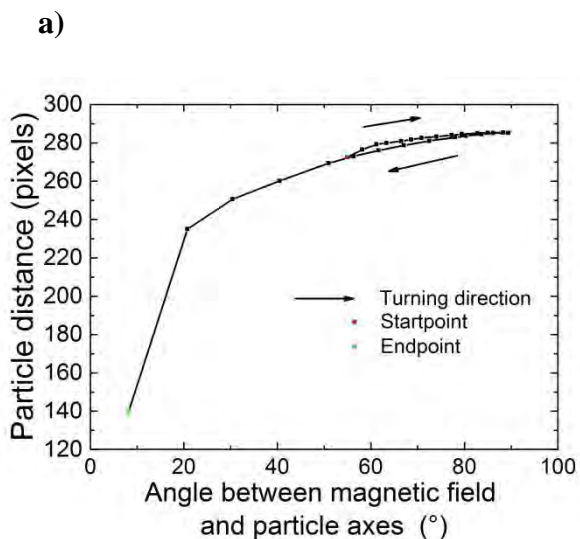 a)
300
280
260
240
220
200
180
160
140
120
Particle distance (pixels)
Turning direction
Startpoint
Endpoint
0 20 40 60 80 100
Angle between magnetic field
and particle axes (°)